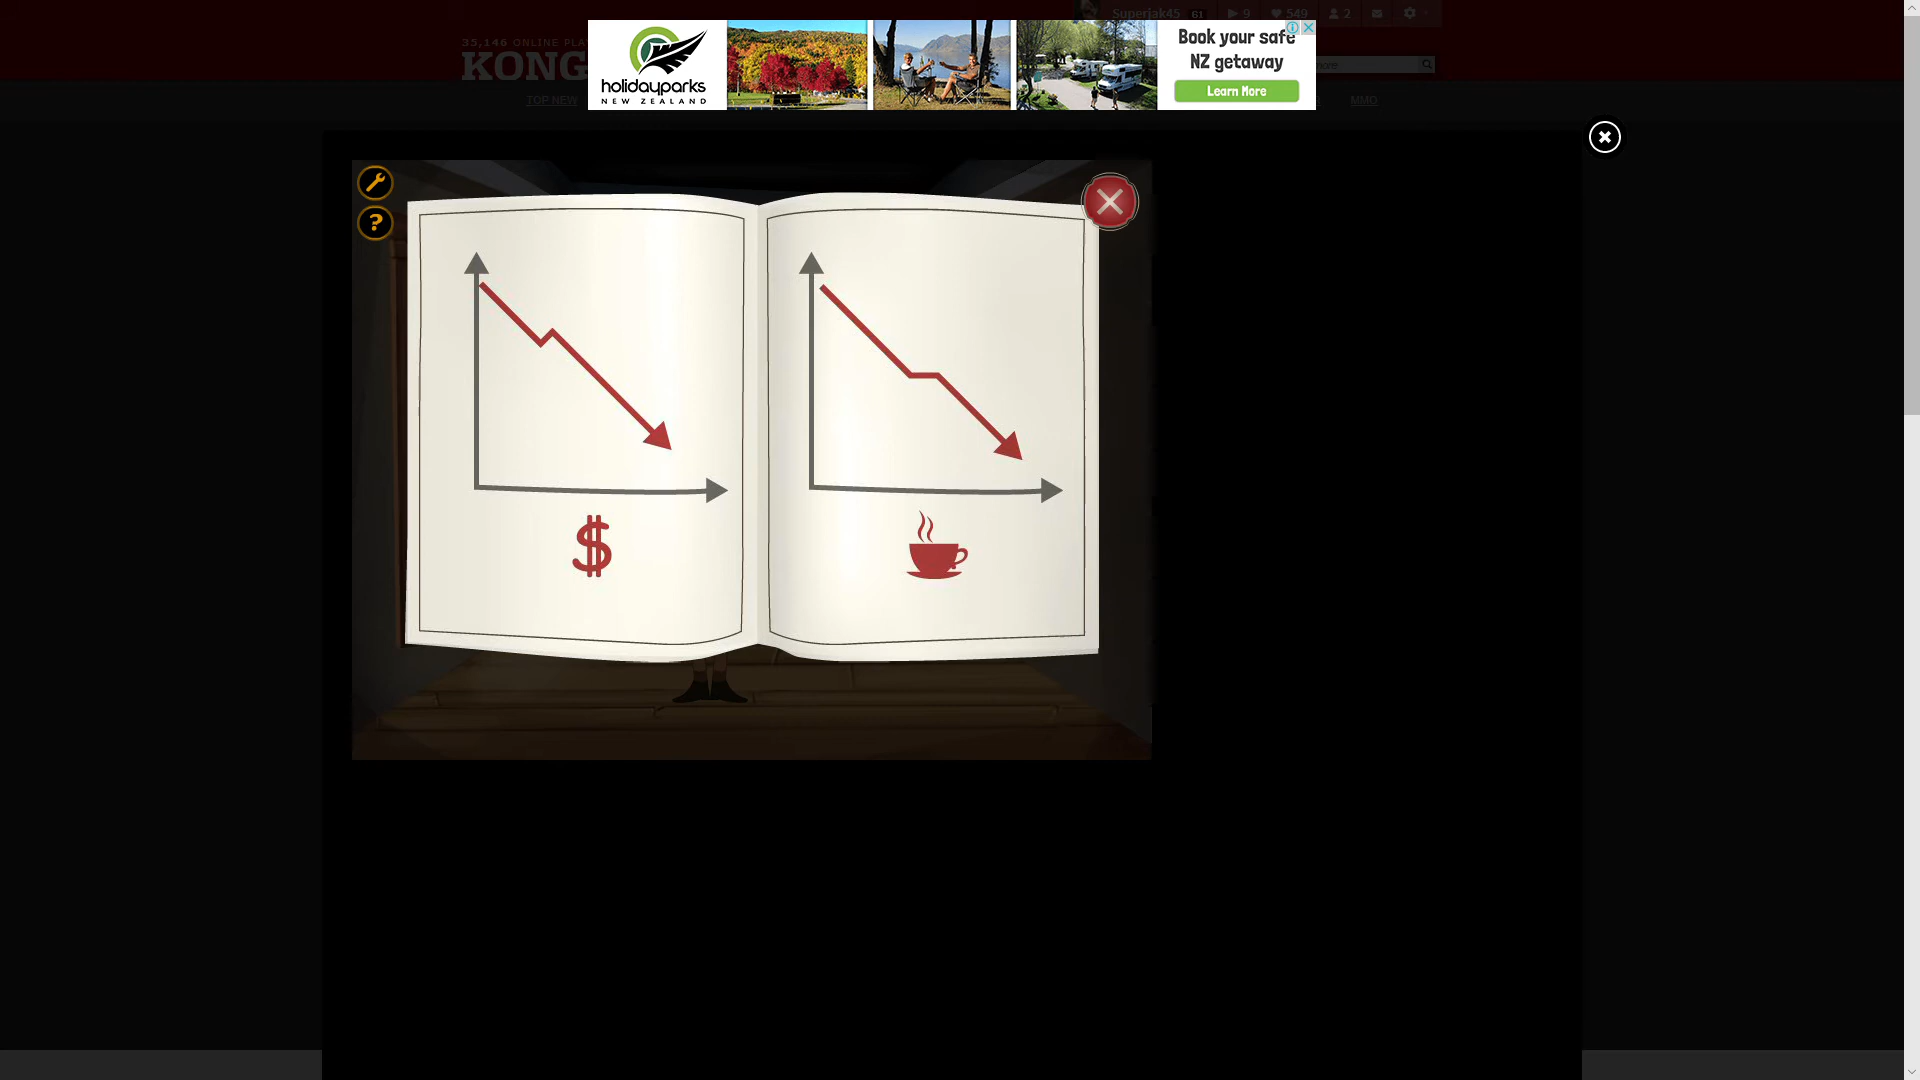 Superjak45 61 9 549 2
35,146 ONLINE PLA
KONG
holidayparks
NEW ZEALAND
Book your safe
NZ getaway
Learn More
TOP NEW
MMO
?
$